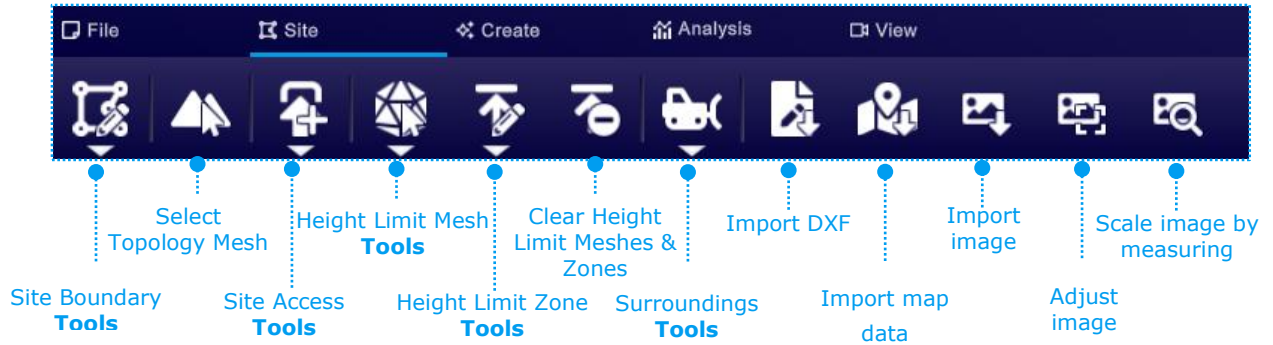 File
Site
Create
Analysis
View
Select
Topology Mesh
Height Limit Mesh
Tools
Clear Height
Limit Meshes &
Zones
Import DXF
Import
image
Scale image by
measuring
Site Boundary
Tools
Site Access
Tools
Height Limit Zone
Tools
Surroundings
Tools
Import map
data
Adjust
image